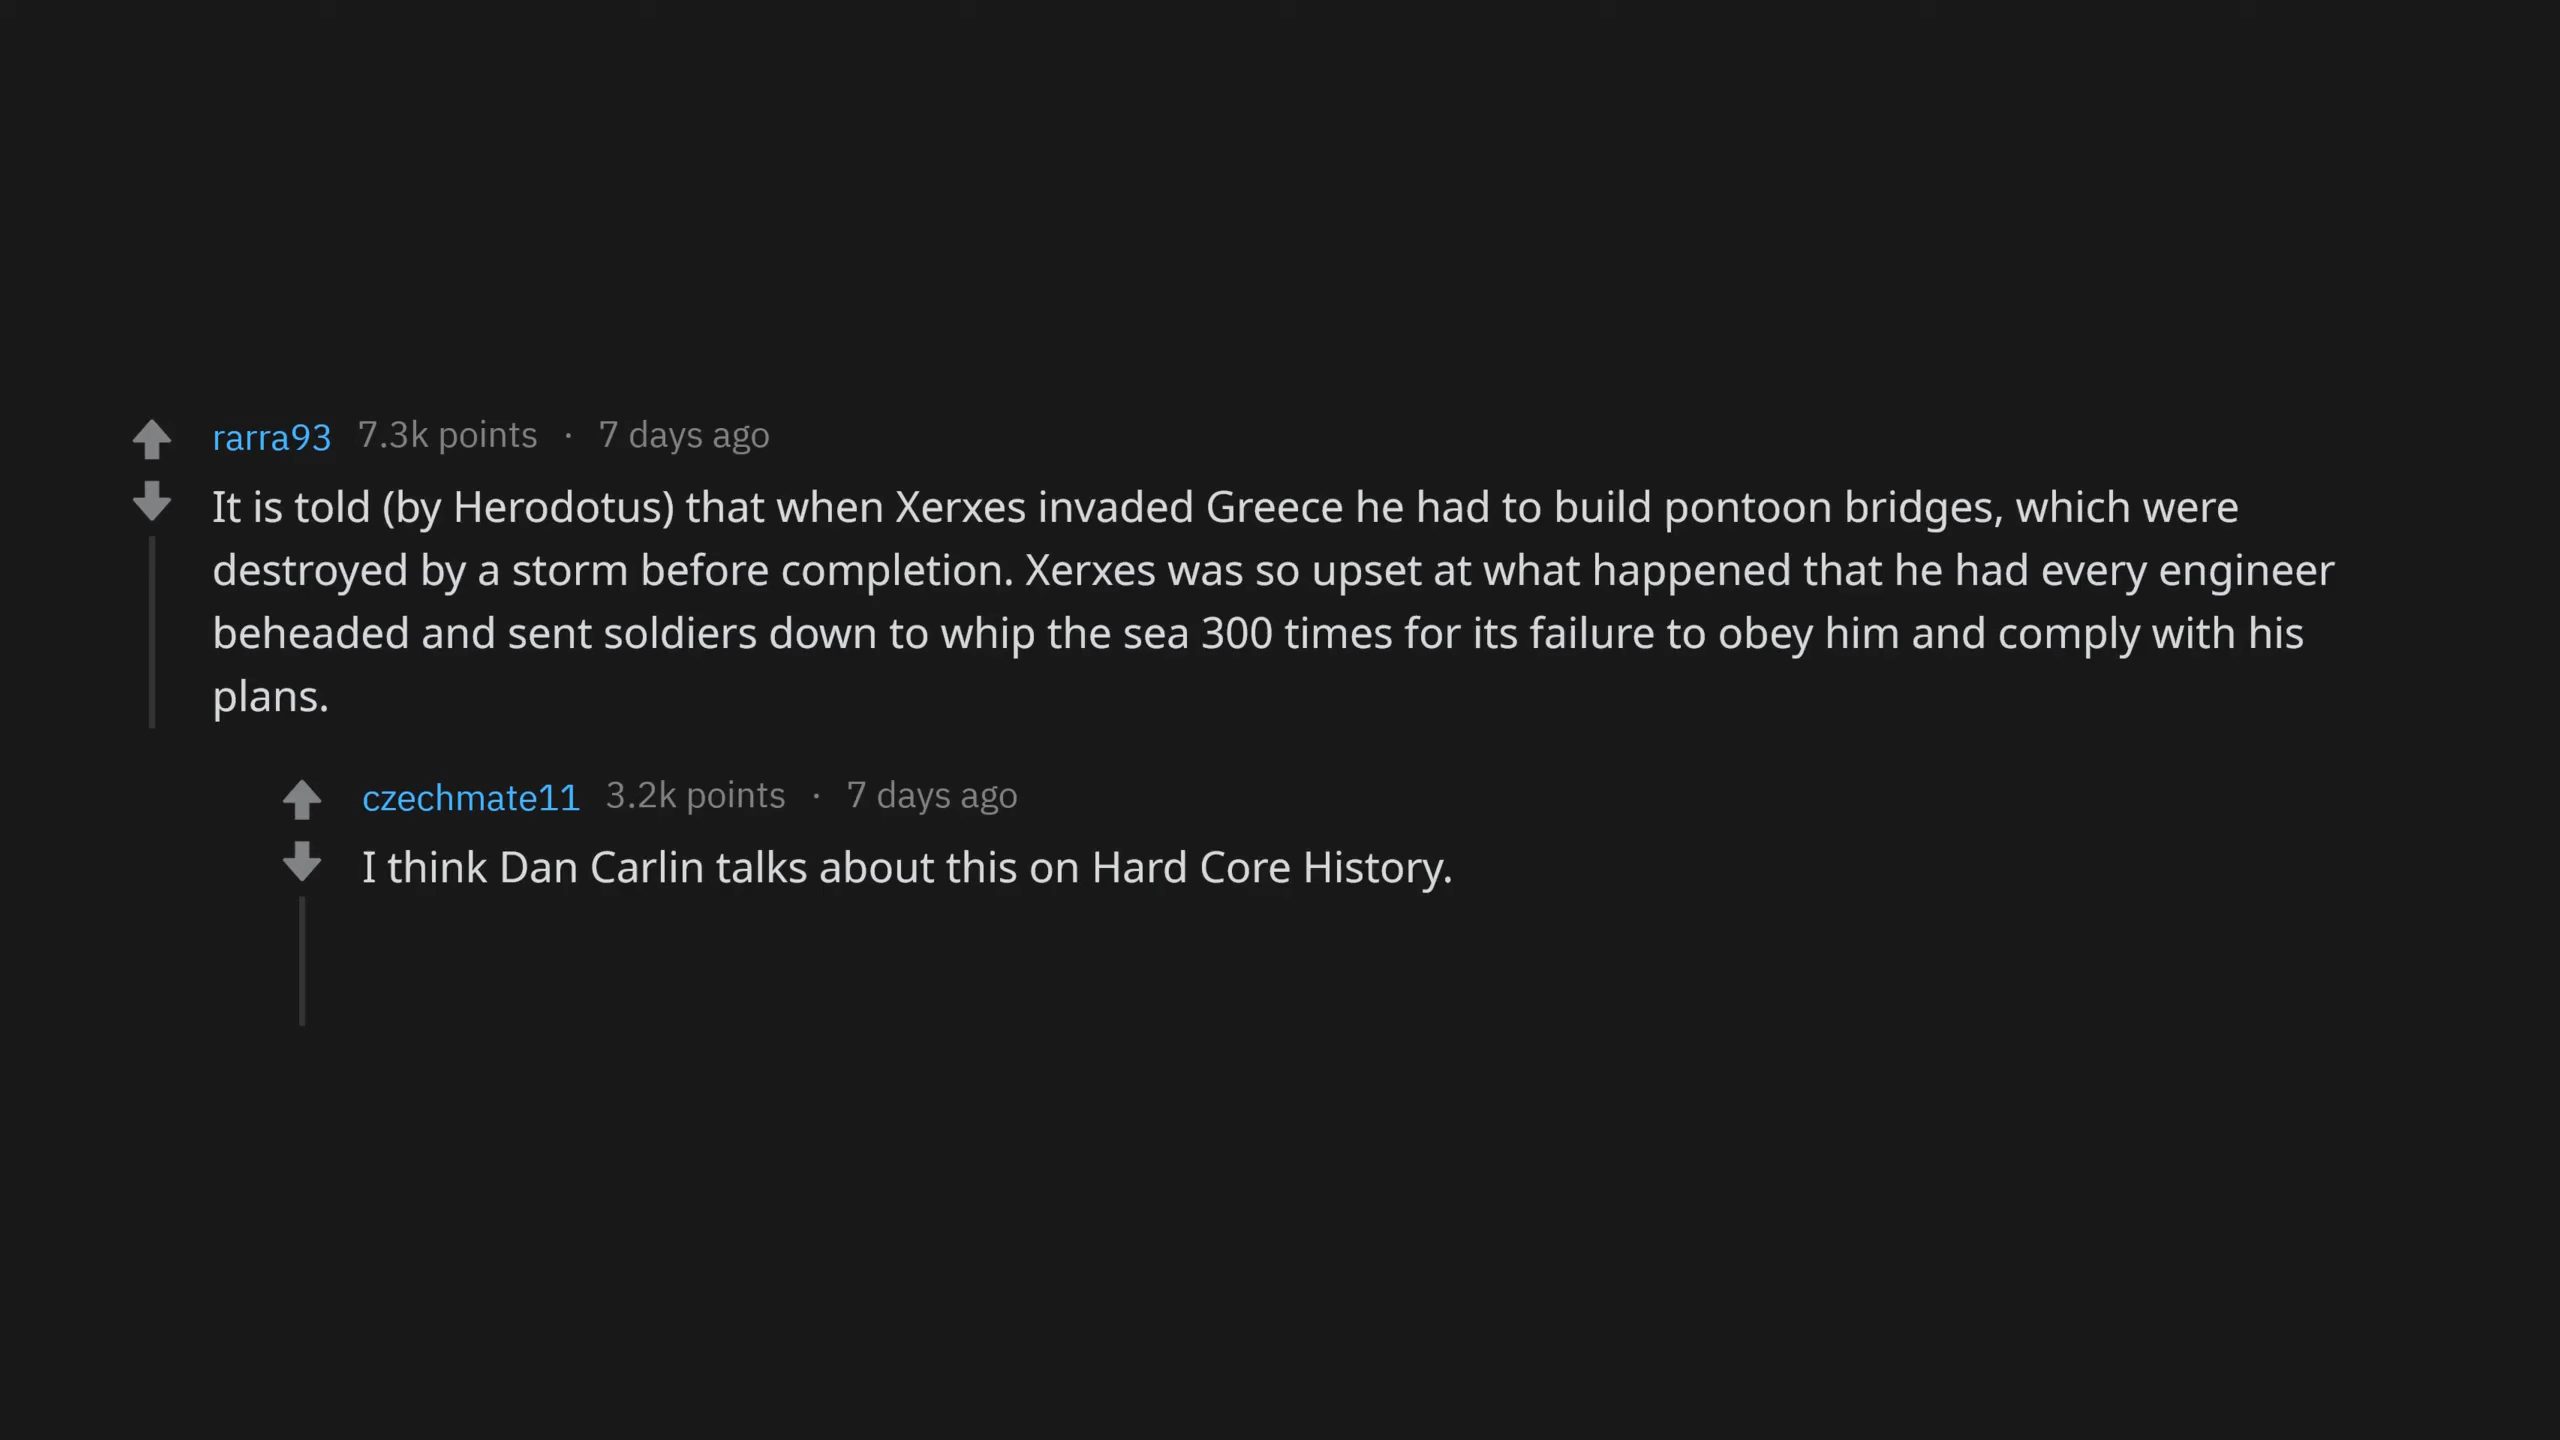 rarra93 7.3k points · 7 days ago
It is told (by Herodotus) that when Xerxes invaded Greece he had to build pontoon bridges, which were
destroyed by a storm before completion. Xerxes was so upset at what happened that he had every engineer
beheaded and sent soldiers down to whip the sea 300 times for its failure to obey him and comply with his
plans.
czechmate11 3.2k points · 7 days ago
I think Dan Carlin talks about this on Hard Core History.